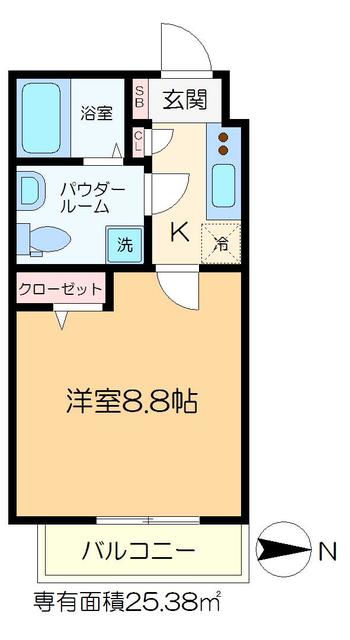 SB
玄関
浴室
CL
パウダー
ルーム
K
洗
冷
クローゼット
洋室8.8帖
バルコニー
N
専有面積25.38㎡